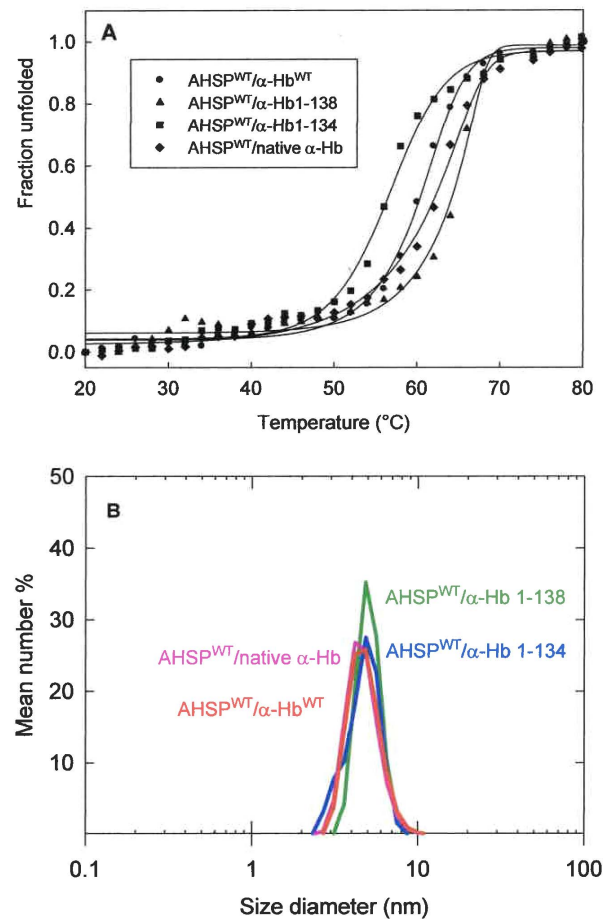 A
AHSPᵂᵀ/α-Hbᵂᵀ
AHSPᵂᵀ/α-Hb1-138
AHSPᵂᵀ/α-Hb1-134
AHSPᵂᵀ/native α-Hb
Fraction unfolded
1.0
0.8
0.6
0.4
0.2
0.0
20 30 40 50 60 70 80
Temperature (°C)
B
50
40
30
20
10
Mean number %
AHSPᵂᵀ/α-Hb 1-138
AHSPᵂᵀ/native α-Hb
AHSPᵂᵀ/α-Hb 1-134
AHSPᵂᵀ/α-Hbᵂᵀ
0.1 1 10 100
Size diameter (nm)